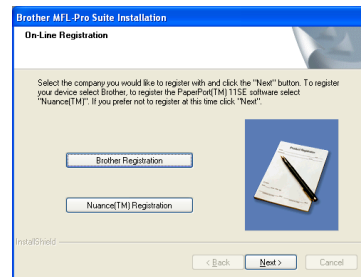 Brother MFL-Pro Suite Installation
On-Line Registration
Select the company you would like to register with and click the "Next" button. To register
your device select Brother, to register the PaperPort(TM) 11SE software select
"Nuance(TM)". If you prefer not to register at this time click "Next".
Brother Registration
Product Registration
Nuance(TM) Registration
InstallShield
< Back
Next >
Cancel